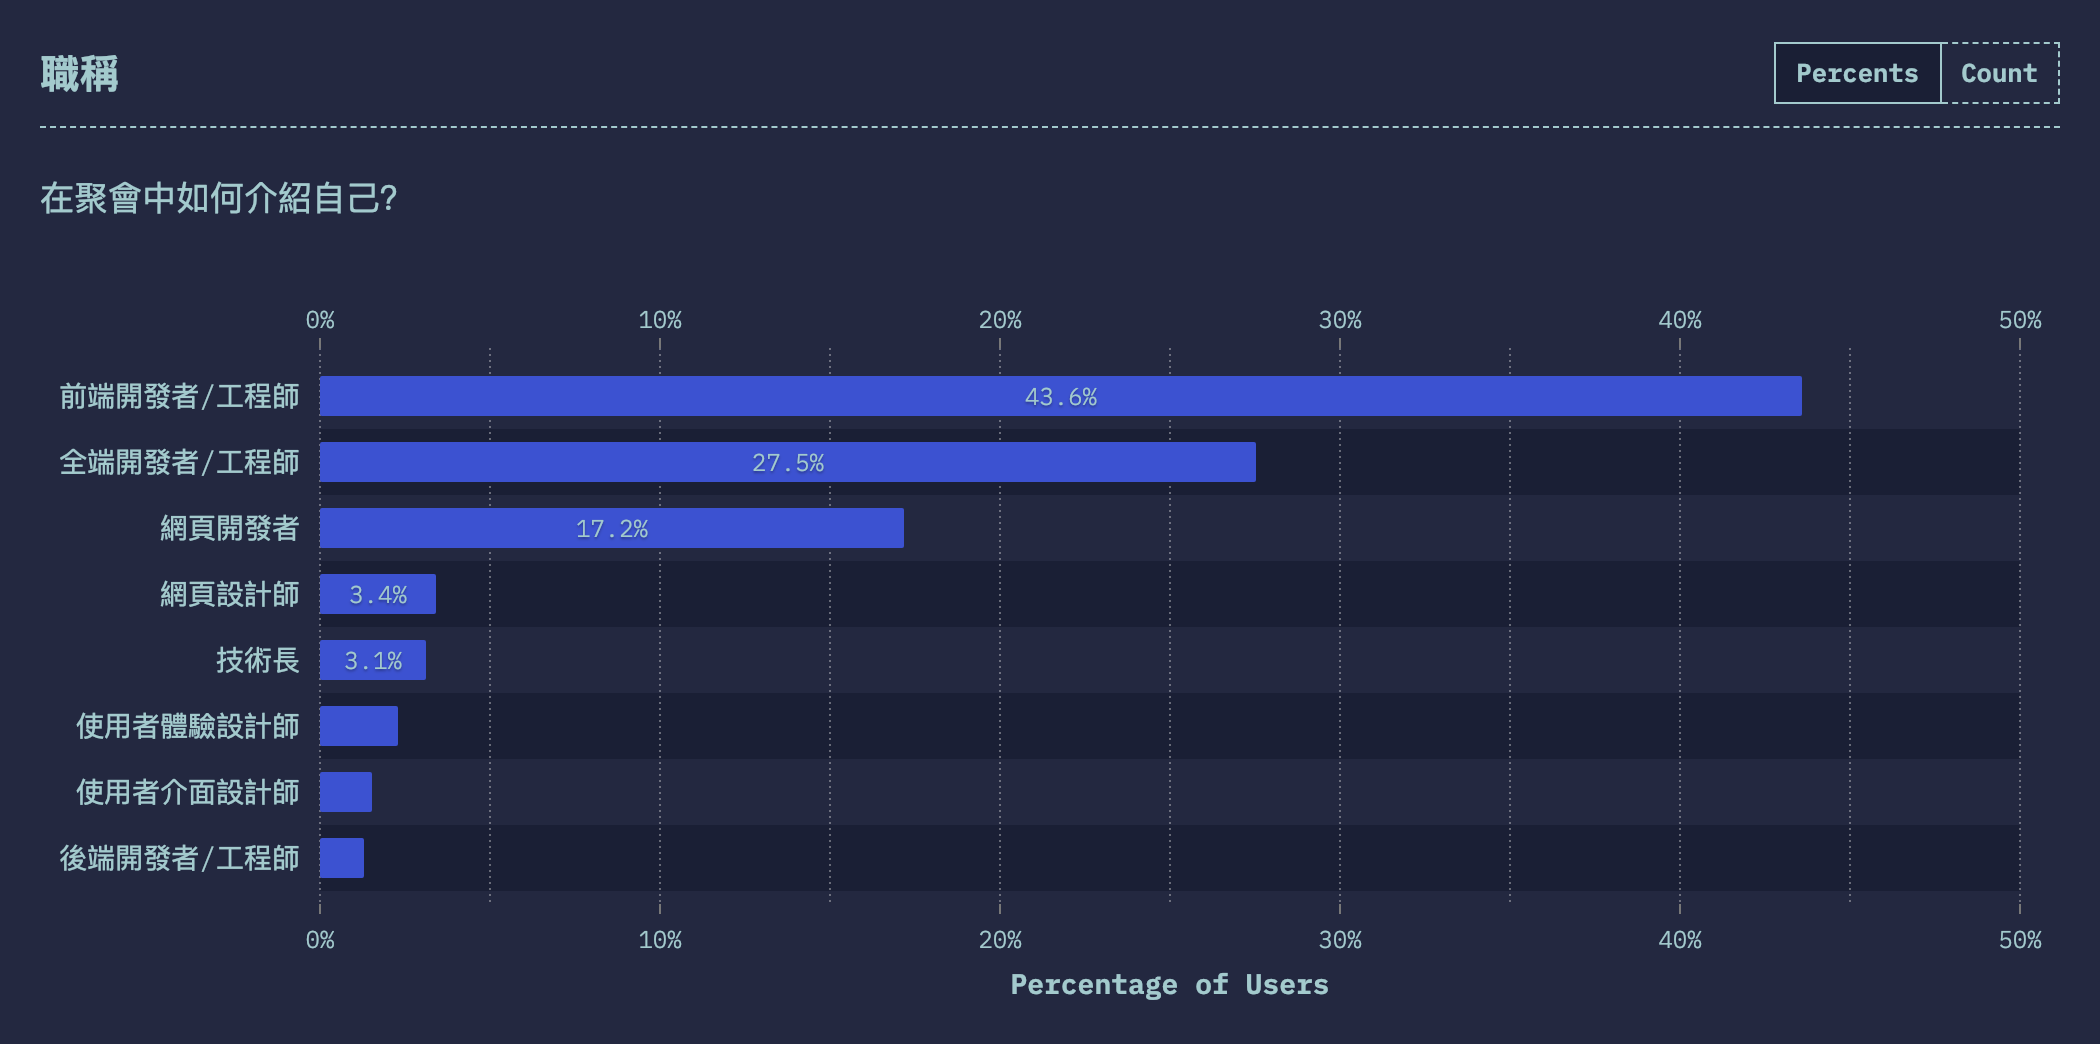 職稱
Percents Count
在聚會中如何介紹自己?
0% 10% 20% 30% 40% 50%
前端開發者/工程師 43.6%
全端開發者/工程師 27.5%
網頁開發者 17.2%
網頁設計師 3.4%
技術長 3.1%
使用者體驗設計師
使用者介面設計師
後端開發者/工程師
0% 10% 20% 30% 40% 50%
Percentage of Users